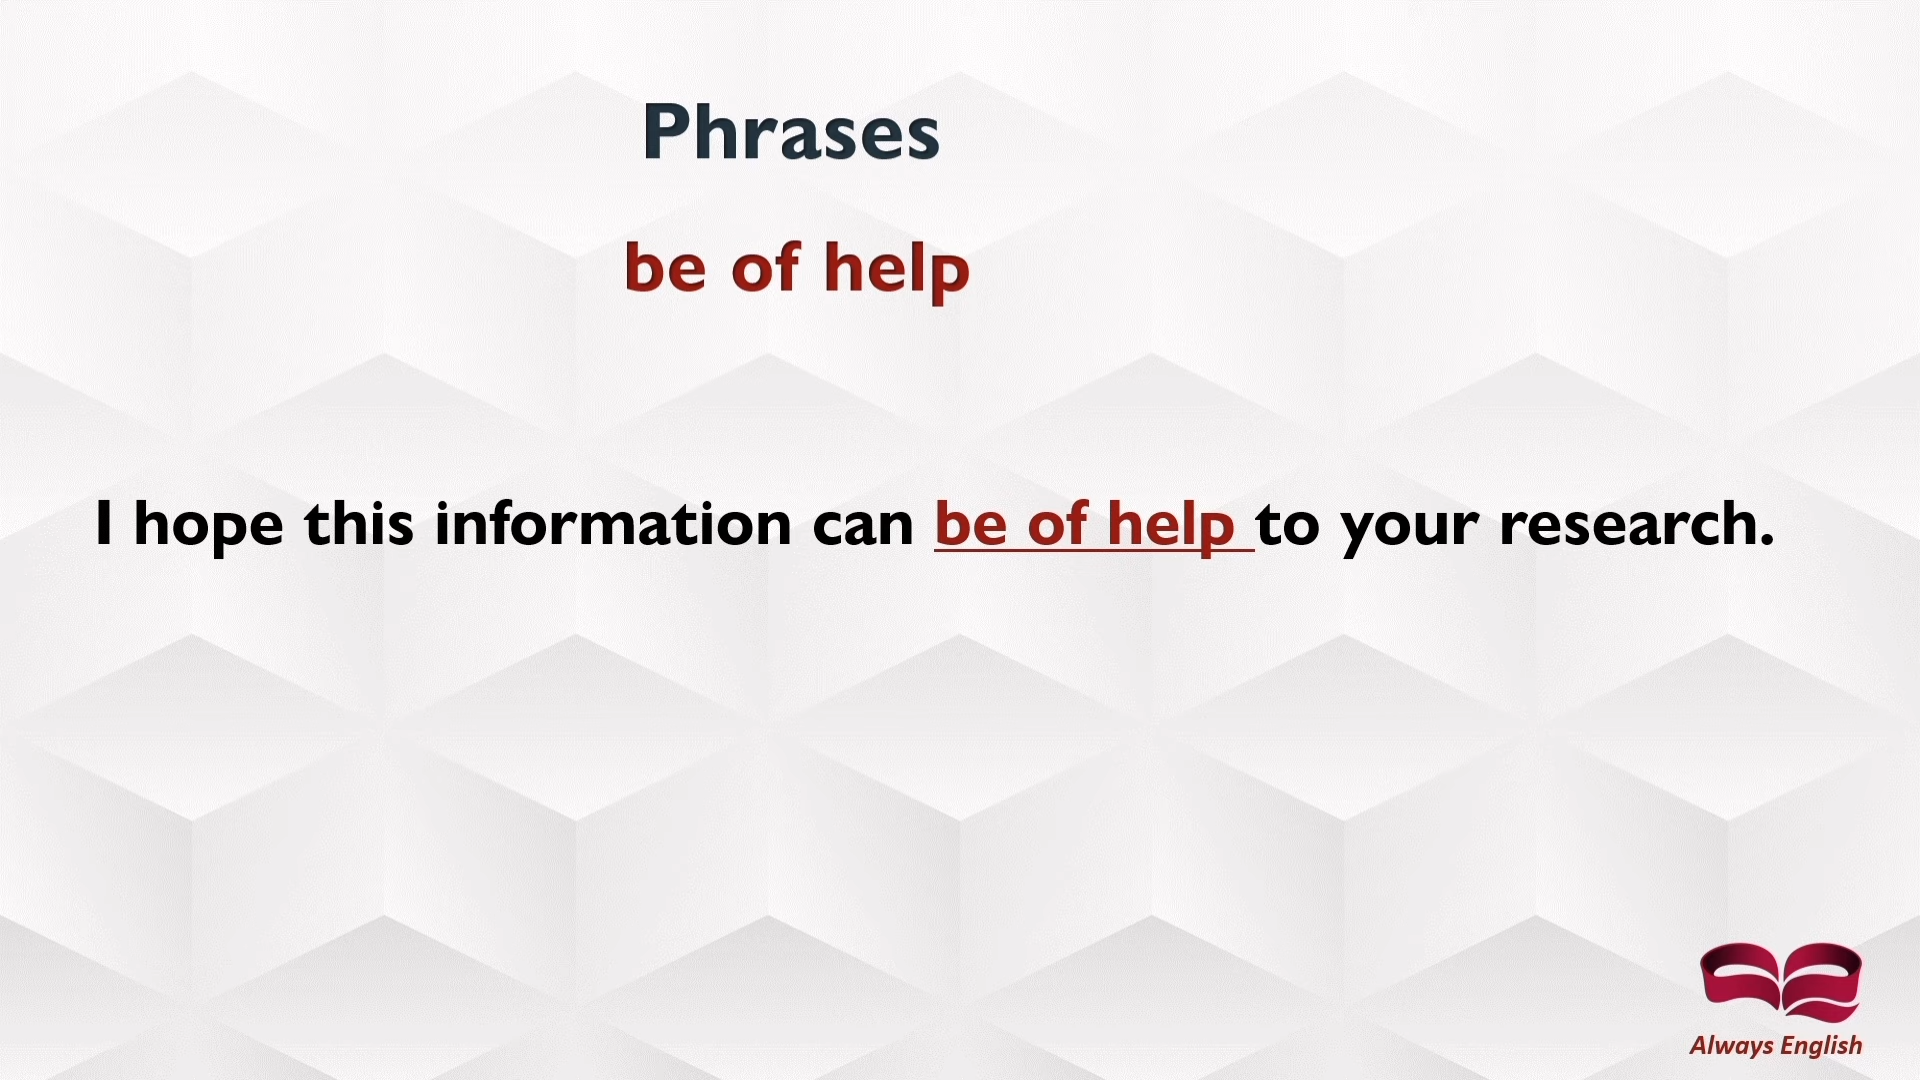 Phrases
be of help
I hope this information can be of help to your research.
Always English